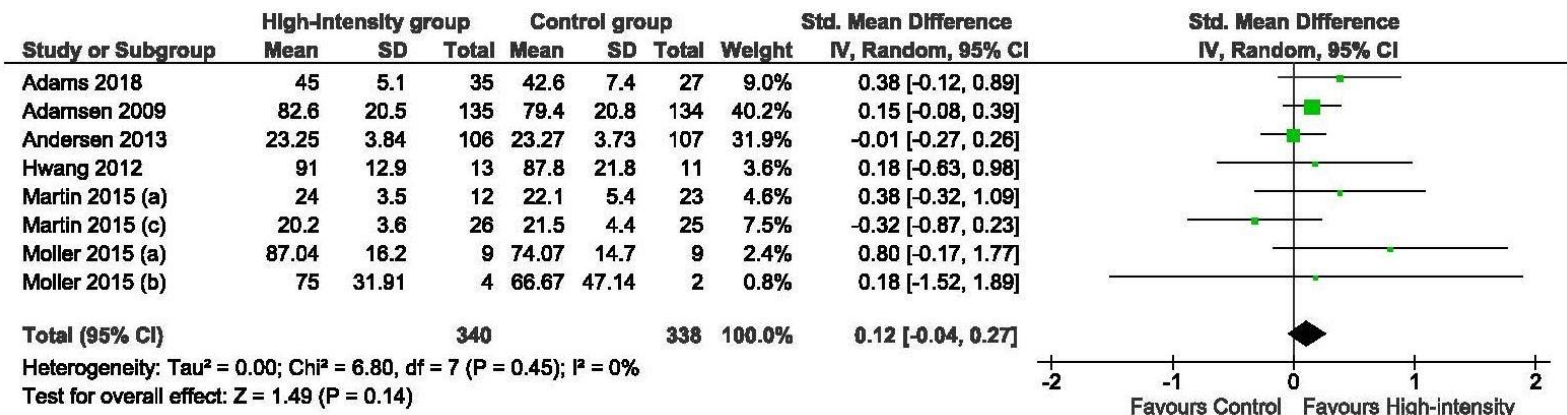 High-intensity group Control group Std. Mean Difference Std. Mean Difference
Study or Subgroup Mean SD Total Mean SD Total Weight IV, Random, 95% CI IV, Random, 95% CI
Adams 2018 45 5.1 35 42.6 7.4 27 9.0% 0.38 [-0.12, 0.89]
Adamsen 2009 82.6 20.5 135 79.4 20.8 134 40.2% 0.15 [-0.08, 0.39]
Andersen 2013 23.25 3.84 106 23.27 3.73 107 31.9% -0.01 [-0.27, 0.26]
Hwang 2012 91 12.9 13 87.8 21.8 11 3.6% 0.18 [-0.63, 0.98]
Martin 2015 (a) 24 3.5 12 22.1 5.4 23 4.6% 0.38 [-0.32, 1.09]
Martin 2015 (c) 20.2 3.6 26 21.5 4.4 25 7.5% -0.32 [-0.87, 0.23]
Moller 2015 (a) 87.04 16.2 9 74.07 14.7 9 2.4% 0.80 [-0.17, 1.77]
Moller 2015 (b) 75 31.91 4 66.67 47.14 2 0.8% 0.18 [-1.52, 1.89]
Total (95% CI) 340 338 100.0% 0.12 [-0.04, 0.27]
Heterogeneity: Tau² = 0.00; Chi² = 6.80, df = 7 (P = 0.45); I² = 0%
Test for overall effect: Z = 1.49 (P = 0.14)
-2 -1 0 1 2
Favours Control Favours High-intensity